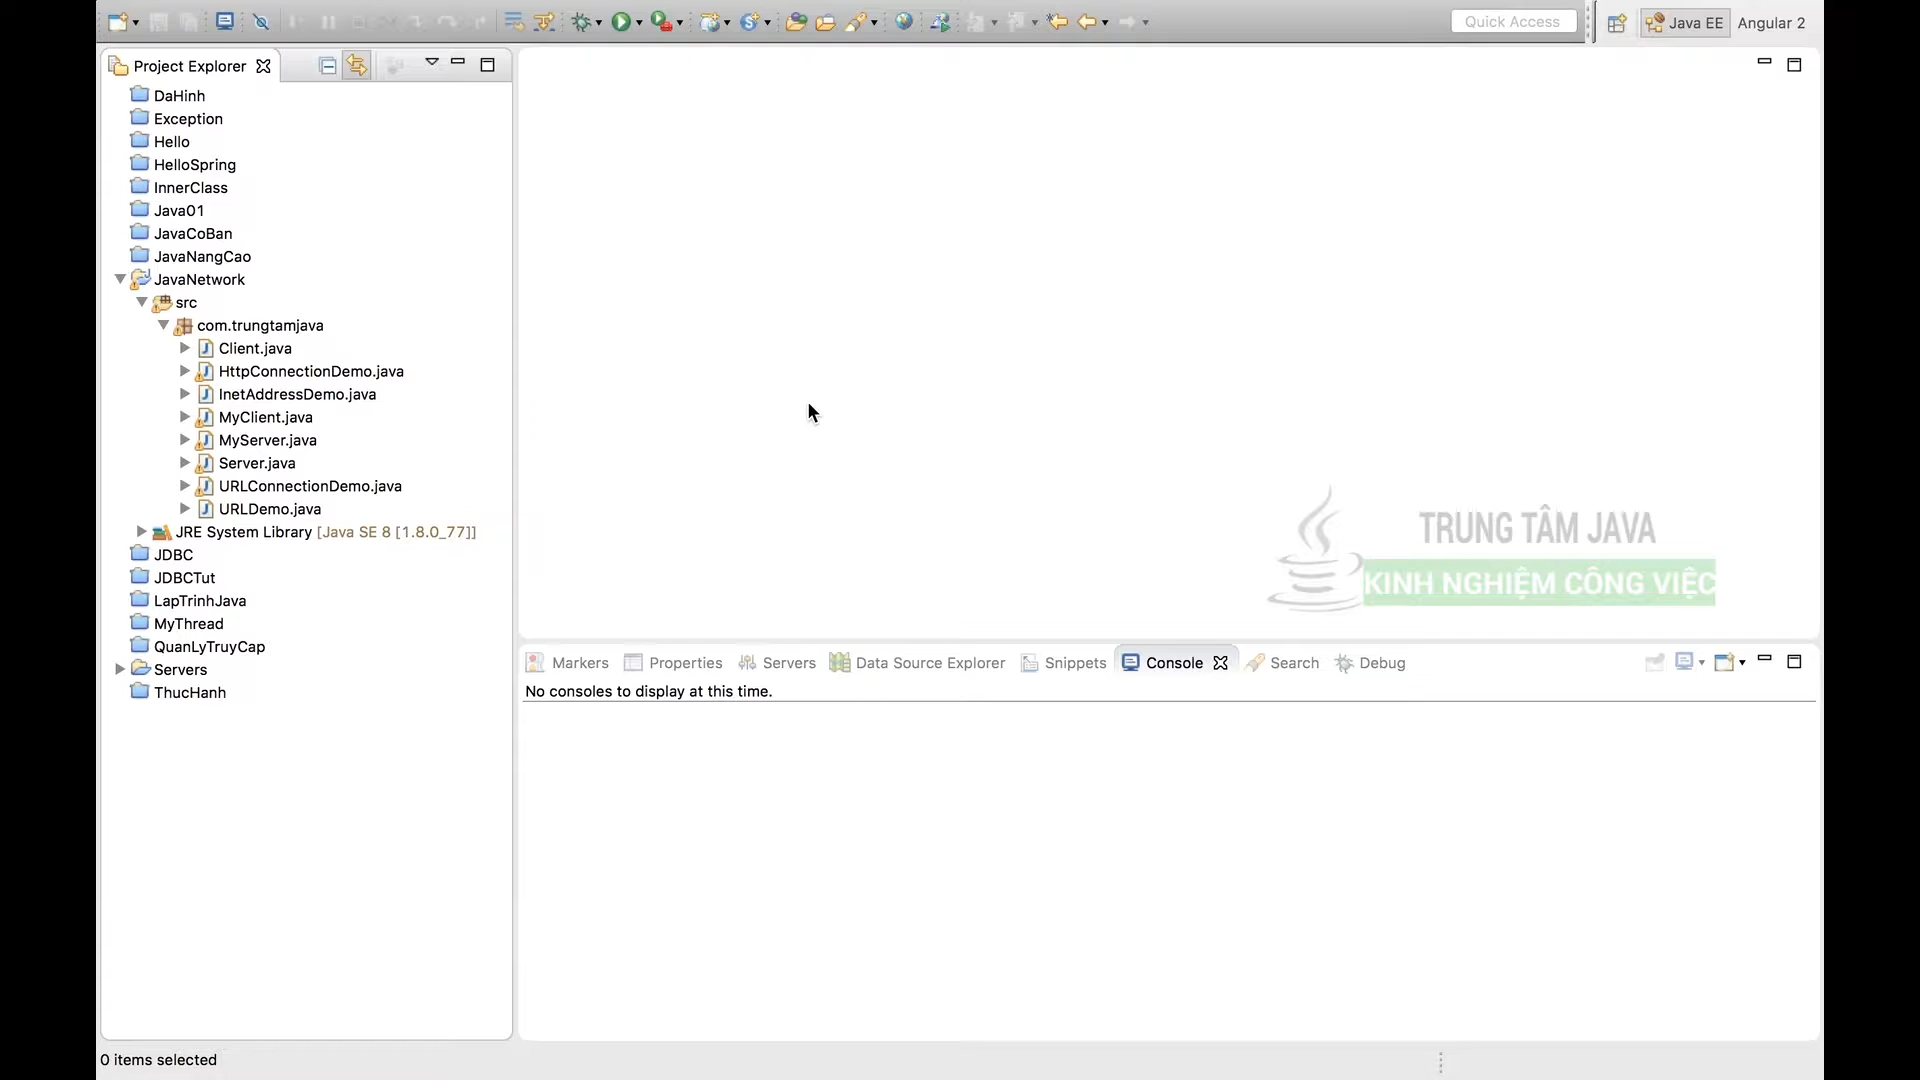 Quick Access
Java EE
Angular 2
Project Explorer
DaHinh
Exception
Hello
HelloSpring
InnerClass
Java01
JavaCoBan
JavaNangCao
JavaNetwork
src
com.trungtamjava
Client.java
HttpConnectionDemo.java
InetAddressDemo.java
MyClient.java
MyServer.java
Server.java
URLConnectionDemo.java
URLDemo.java
JRE System Library [Java SE 8 [1.8.0_77]]
JDBC
JDBCTut
LapTrinhJava
MyThread
QuanLyTruyCap
Servers
ThucHanh
TRUNG TÂM JAVA
KINH NGHIỆM CÔNG VIỆC
Markers
Properties
Servers
Data Source Explorer
Snippets
Console
Search
Debug
No consoles to display at this time.
0 items selected